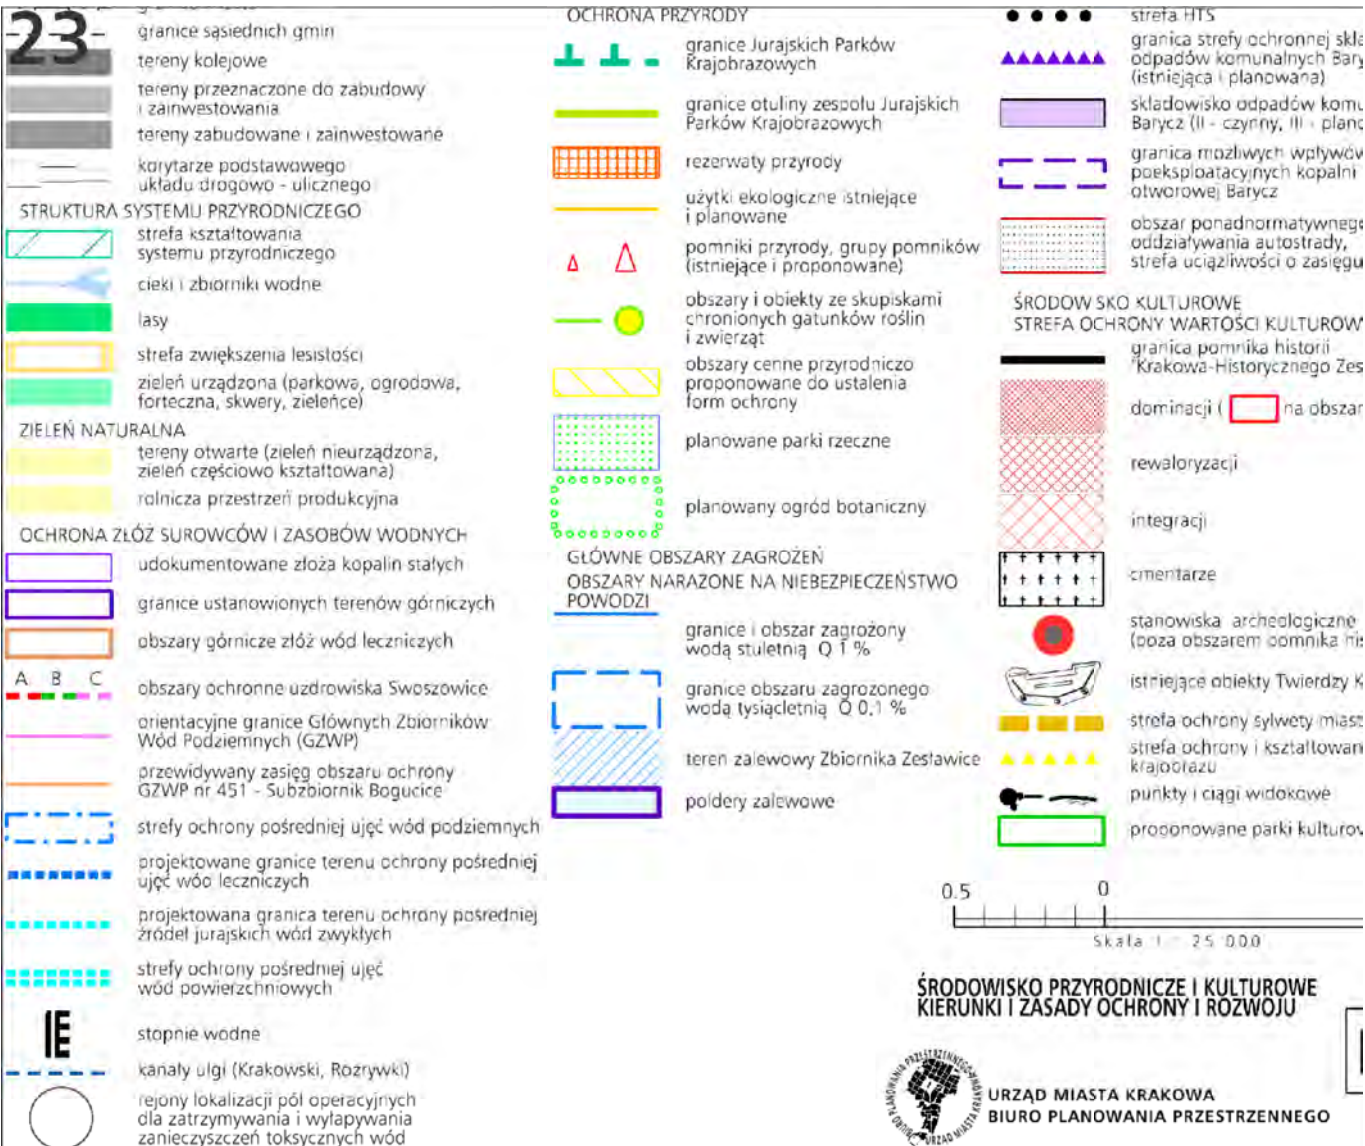 23
granice sąsiednich gmin
tereny kolejowe
tereny przeznaczone do zabudowy
i zainwestowania
tereny zabudowane i zainwestowane
korytarze podstawowego
układu drogowo - ulicznego
STRUKTURA SYSTEMU PRZYRODNICZEGO
strefa kształtowania
systemu przyrodniczego
cieki i zbiorniki wodne
lasy
strefa zwiększenia lesistości
zieleń urządzona (parkowa, ogrodowa,
forteczna, skwery, zieleńce)
ZIELEŃ NATURALNA
tereny otwarte (zieleń nieurządzona,
zieleń częściowo kształtowana)
rolnicza przestrzeń produkcyjna
OCHRONA ZŁÓŻ SUROWCÓW I ZASOBÓW WODNYCH
udokumentowane złoża kopalin stałych
granice ustanowionych terenów górniczych
obszary górnicze złóż wód leczniczych
A B C
obszary ochronne uzdrowiska Swoszowice
orientacyjne granice Głównych Zbiorników
Wód Podziemnych (GZWP)
przewidywany zasięg obszaru ochrony
GZWP nr 451 - Subzbiornik Bogucice
strefy ochrony pośredniej ujęć wód podziemnych
projektowane granice terenu ochrony pośredniej
ujęć wód leczniczych
projektowana granica terenu ochrony pośredniej
źródeł jurajskich wód zwykłych
strefy ochrony pośredniej ujęć
wód powierzchniowych
stopnie wodne
kanały ulgi (Krakowski, Rozrywki)
rejony lokalizacji pól operacyjnych
dla zatrzymywania i wyłapywania
zanieczyszczeń toksycznych wód
OCHRONA PRZYRODY
granice Jurajskich Parków
Krajobrazowych
granice otuliny zespołu Jurajskich
Parków Krajobrazowych
rezerwaty przyrody
użytki ekologiczne istniejące
i planowane
pomniki przyrody, grupy pomników
(istniejące i proponowane)
obszary i obiekty ze skupiskami
chronionych gatunków roślin
i zwierząt
obszary cenne przyrodniczo
proponowane do ustalenia
form ochrony
planowane parki rzeczne
planowany ogród botaniczny
GŁÓWNE OBSZARY ZAGROŻEŃ
OBSZARY NARAŻONE NA NIEBEZPIECZEŃSTWO
POWODZI
granice i obszar zagrożony
wodą stuletnią Q 1 %
granice obszaru zagrożonego
wodą tysiącletnią Q 0,1 %
teren zalewowy Zbiornika Zesławice
poldery zalewowe
strefa HTS
granica strefy ochronnej skła
odpadów komunalnych Bary
(istniejąca i planowana)
składowisko odpadów komu
Barycz (II - czynny, III - plano
granica możliwych wpływów
poeksploatacyjnych kopalni
otworowej Barycz
obszar ponadnormatywnego
oddziaływania autostrady,
strefa uciążliwości o zasięgu
ŚRODOWISKO KULTUROWE
STREFA OCHRONY WARTOŚCI KULTUROW
granica pomnika historii
"Krakowa-Historycznego Zes
dominacji ( na obszar
rewaloryzacji
integracji
cmentarze
stanowiska archeologiczne
(poza obszarem pomnika his
istniejące obiekty Twierdzy K
strefa ochrony sylwety miast
strefa ochrony i kształtowan
krajobrazu
punkty i ciągi widokowe
proponowane parki kulturow
0.5 0
Skala 1 : 25 000
ŚRODOWISKO PRZYRODNICZE I KULTUROWE
KIERUNKI I ZASADY OCHRONY I ROZWOJU
URZĄD MIASTA KRAKOWA
BIURO PLANOWANIA PRZESTRZENNEGO